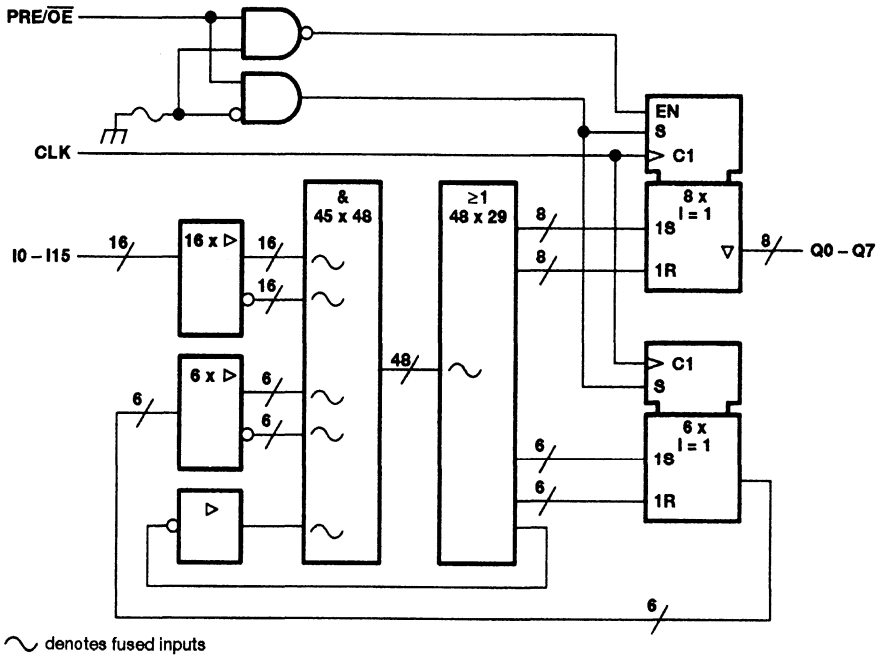 PRE/OE
EN
S
CLK
C1
&
45 x 48
≥1
48 x 29
8 x
I = 1
I0 – I15
16
16 x ▷
16
16
8
8
1S
1R
▽
8
Q0 – Q7
48
C1
S
6
6 x ▷
6
6
6
6
6 x
I = 1
1S
1R
▷
6
denotes fused inputs